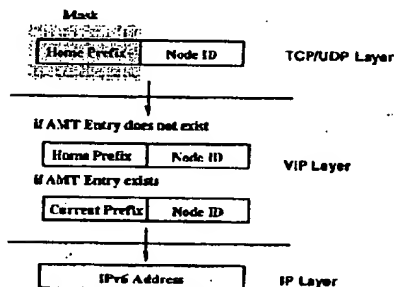 Mask
Home Prefix Node ID
TCP/UDP Layer
if AMT Entry does not exist
Home Prefix Node ID
VIP Layer
if AMT Entry exists
Current Prefix Node ID
IPv6 Address
IP Layer